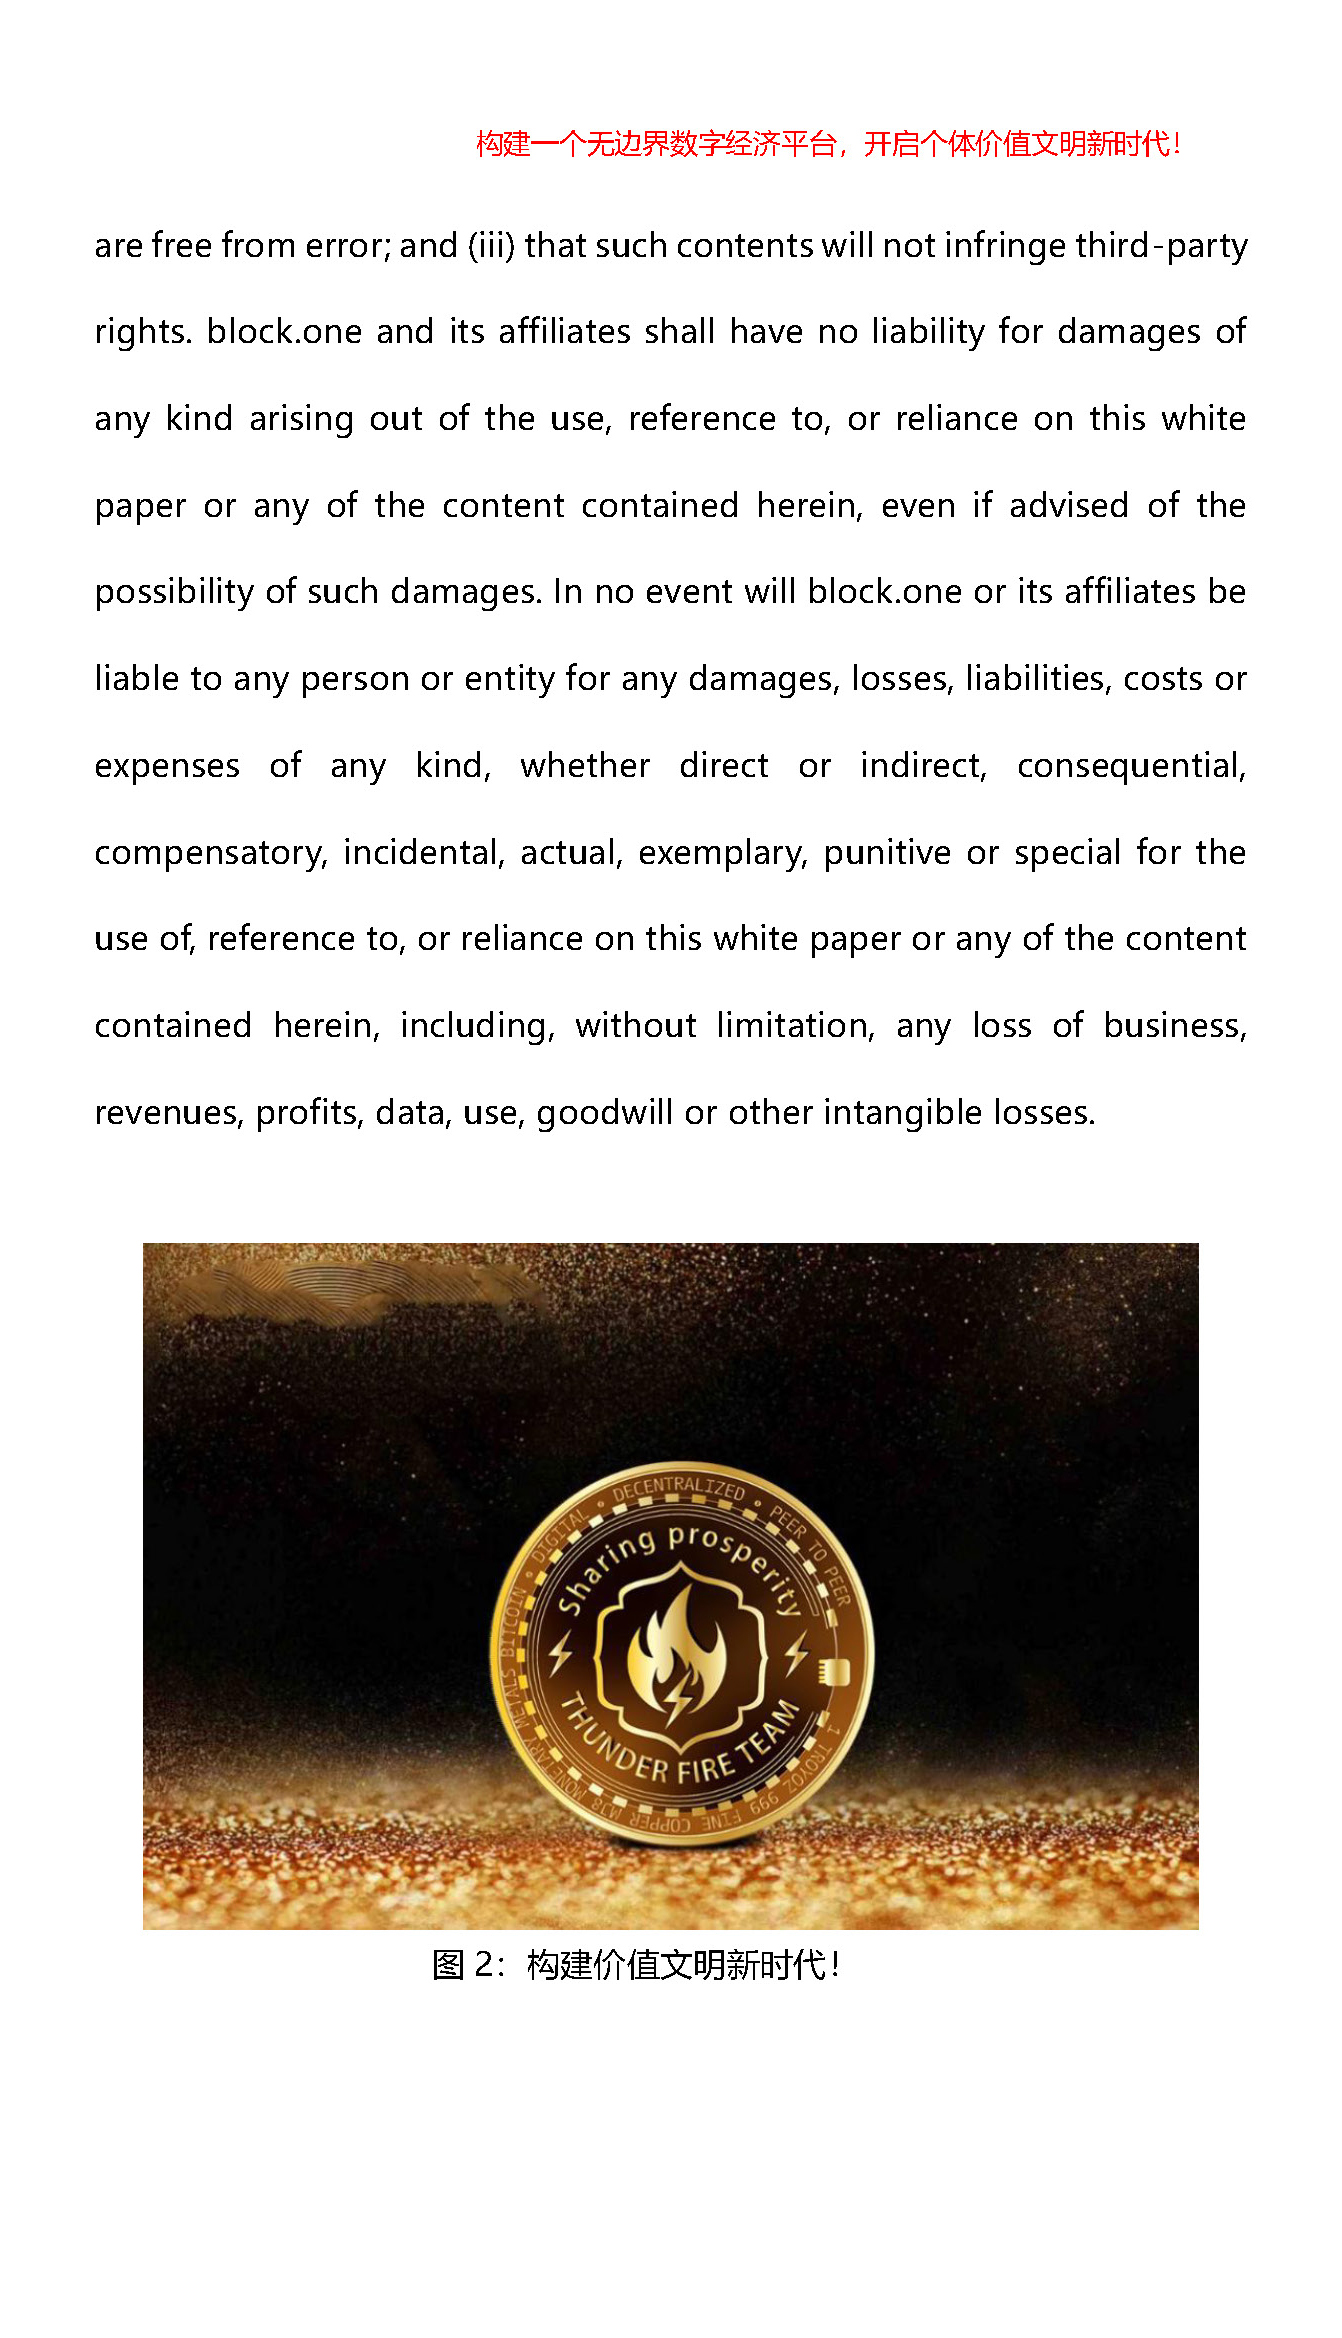 构建一个无边界数字经济平台，开启个体价值文明新时代！
are free from error; and (iii) that such contents will not infringe third-party
rights. block.one and its affiliates shall have no liability for damages of
any kind arising out of the use, reference to, or reliance on this white
paper or any of the content contained herein, even if advised of the
possibility of such damages. In no event will block.one or its affiliates be
liable to any person or entity for any damages, losses, liabilities, costs or
expenses of any kind, whether direct or indirect, consequential,
compensatory, incidental, actual, exemplary, punitive or special for the
use of, reference to, or reliance on this white paper or any of the content
contained herein, including, without limitation, any loss of business,
revenues, profits, data, use, goodwill or other intangible losses.
BITCOIN • DIGITAL • DECENTRALIZED • PEER TO PEER
Sharing prosperity
THUNDER FIRE TEAM
1 TROYOZ 999 FINE COPPER MJB MONETARY METALS
图 2：构建价值文明新时代！